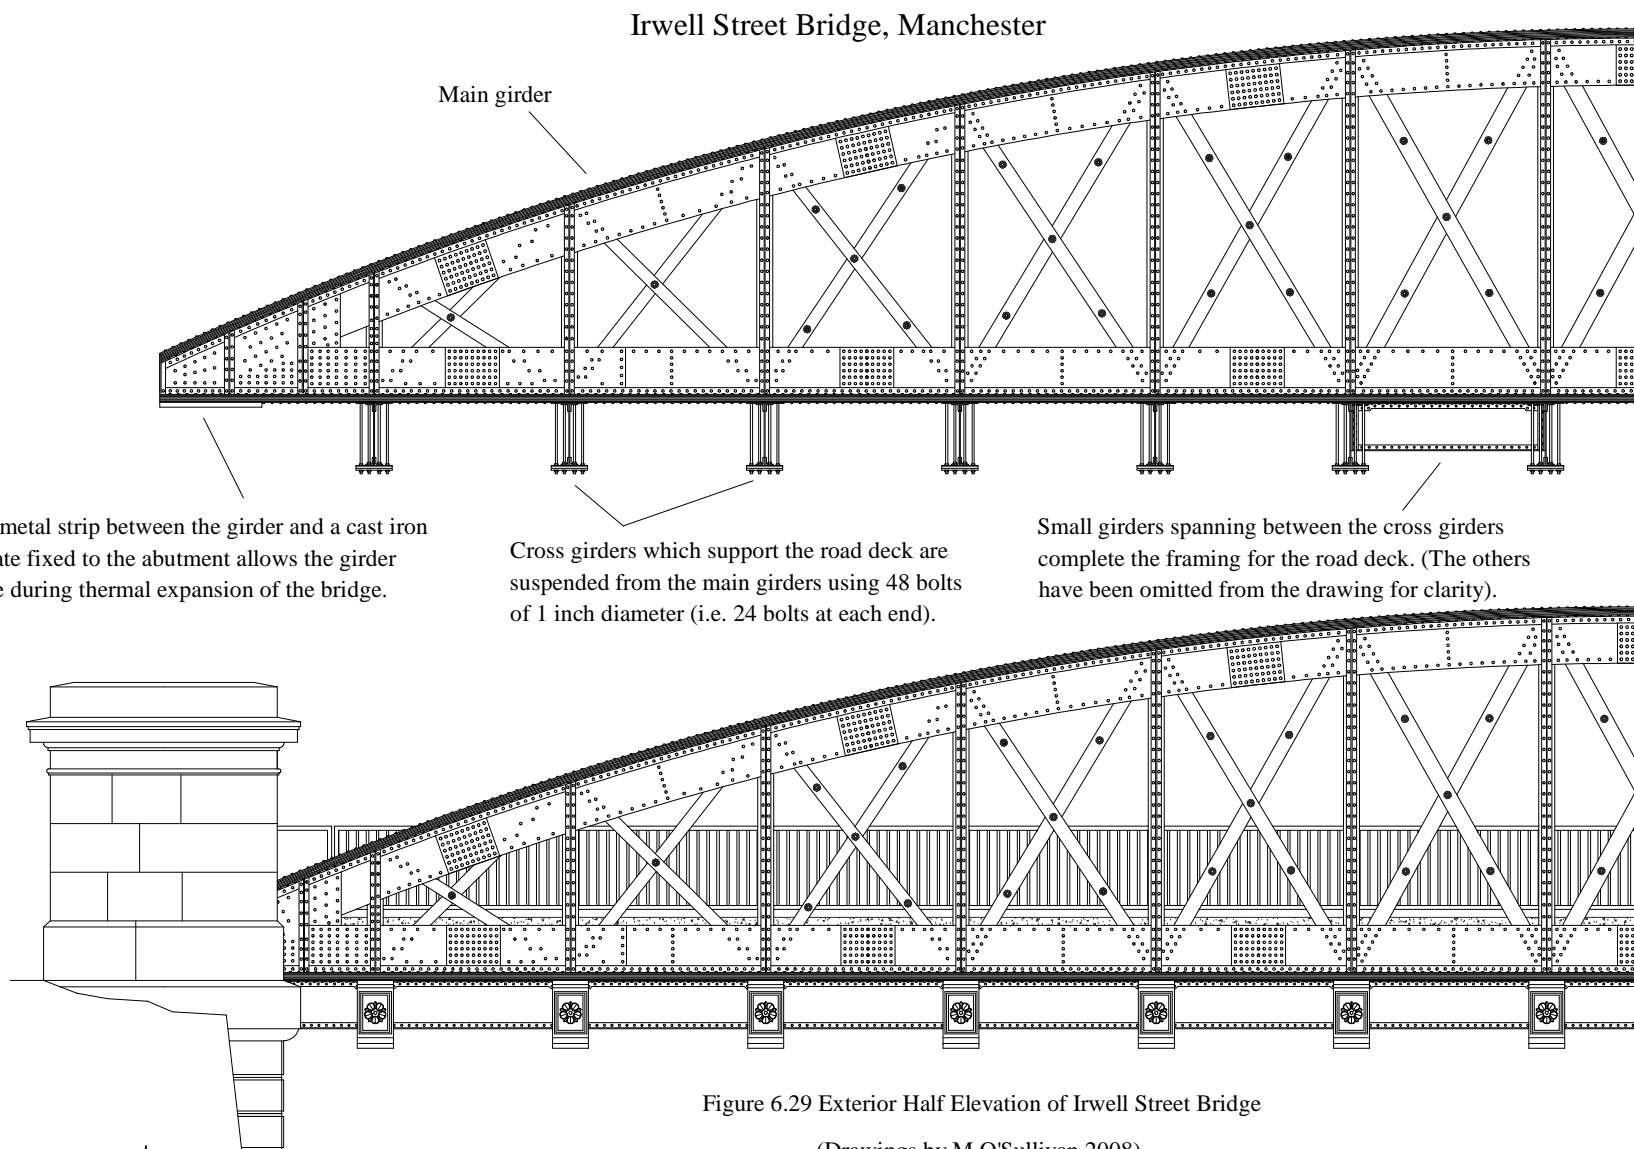 Irwell Street Bridge, Manchester
Main girder
metal strip between the girder and a cast iron
fixed to the abutment allows the girder
during thermal expansion of the bridge.
Cross girders which support the road deck are
suspended from the main girders using 48 bolts
of 1 inch diameter (i.e. 24 bolts at each end).
Small girders spanning between the cross girders
complete the framing for the road deck. (The others
have been omitted from the drawing for clarity).
Figure 6.29 Exterior Half Elevation of Irwell Street Bridge
(Drawings by M O'Sullivan 2008)